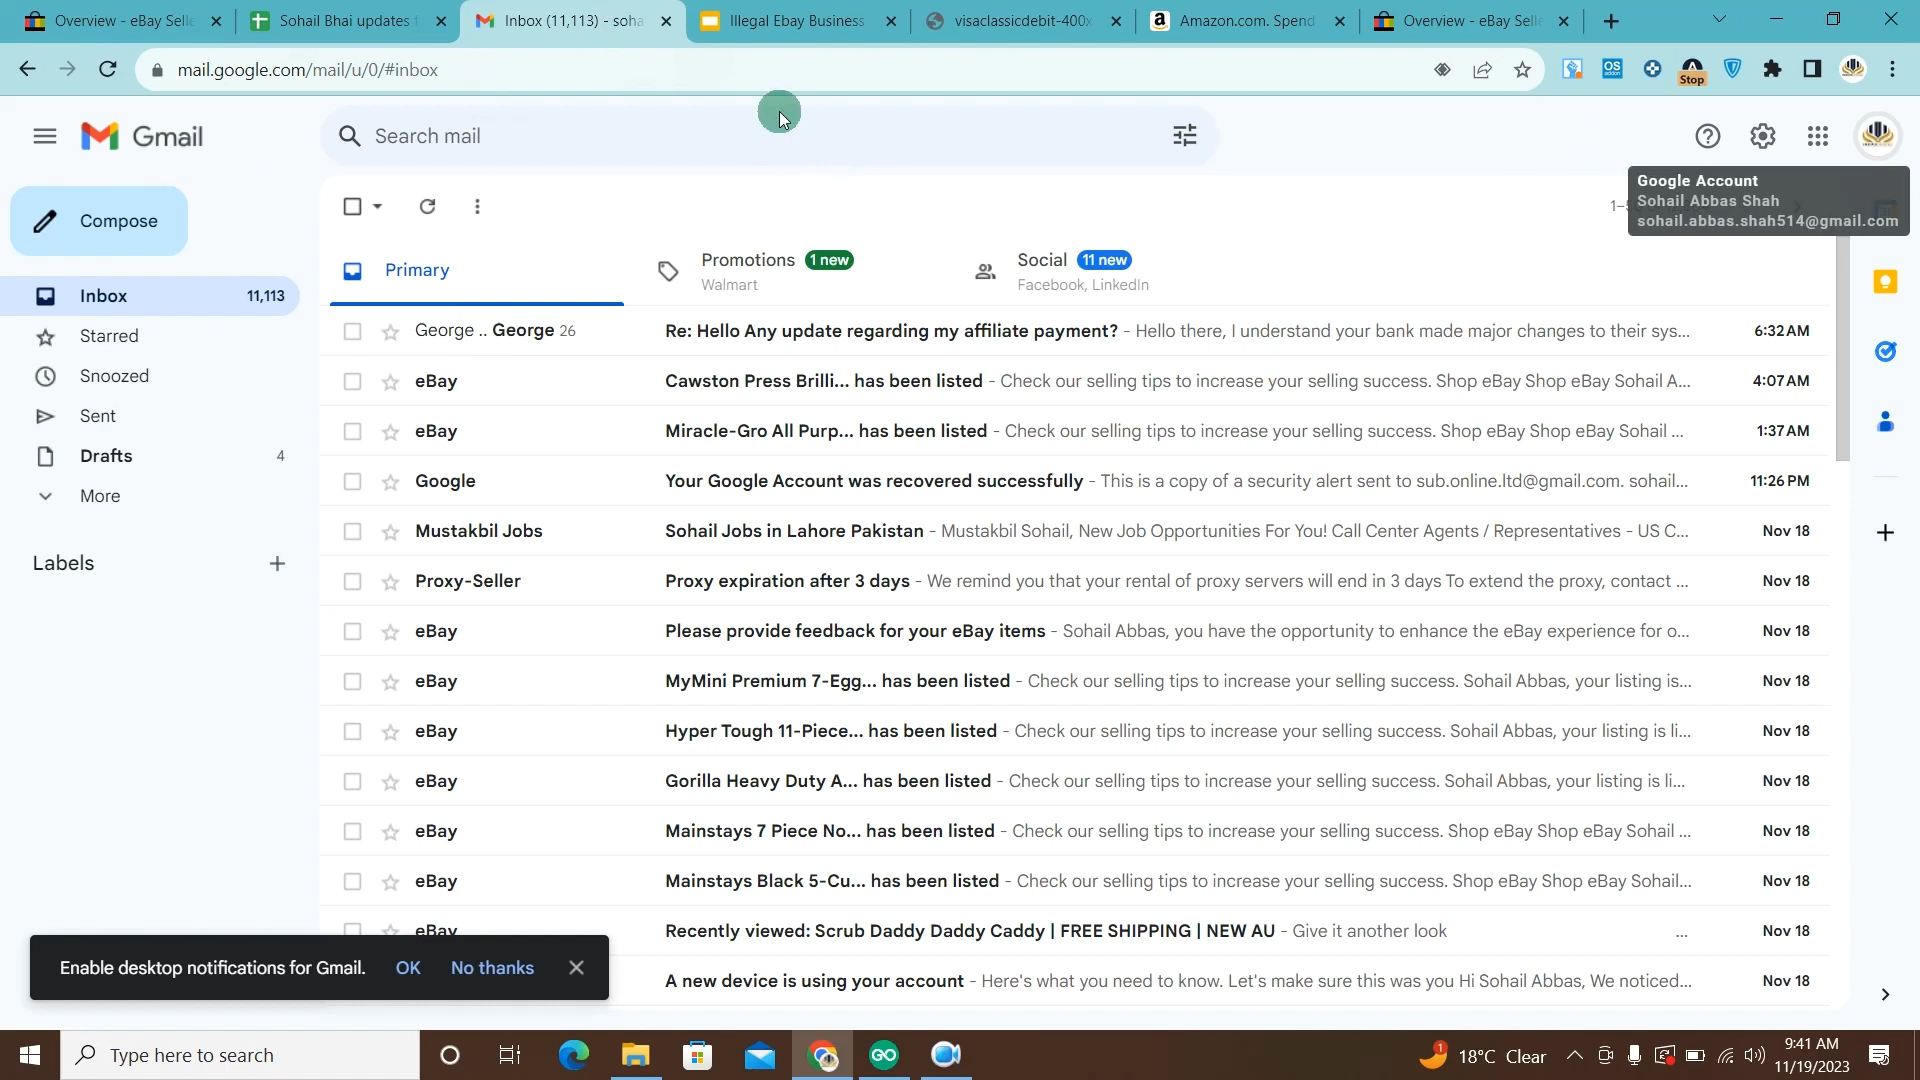 Overview - eBay Selle
Sohail Bhai updates
Inbox (11,113) - soha
Illegal Ebay Business
visaclassicdebit-400x
Amazon.com. Spend
Overview - eBay Selle
mail.google.com/mail/u/0/#inbox
OS
addon
Stop
Gmail
Search mail
Google Account
Sohail Abbas Shah
sohail.abbas.shah514@gmail.com
Compose
Inbox 11,113
Starred
Snoozed
Sent
Drafts 4
More
Labels
Primary
Promotions 1 new
Walmart
Social 11 new
Facebook, LinkedIn
George .. George 26 Re: Hello Any update regarding my affiliate payment? - Hello there, I understand your bank made major changes to their sys... 6:32 AM
eBay Cawston Press Brilli... has been listed - Check our selling tips to increase your selling success. Shop eBay Shop eBay Sohail A... 4:07 AM
eBay Miracle-Gro All Purp... has been listed - Check our selling tips to increase your selling success. Shop eBay Shop eBay Sohail ... 1:37 AM
Google Your Google Account was recovered successfully - This is a copy of a security alert sent to sub.online.ltd@gmail.com. sohail... 11:26 PM
Mustakbil Jobs Sohail Jobs in Lahore Pakistan - Mustakbil Sohail, New Job Opportunities For You! Call Center Agents / Representatives - US C... Nov 18
Proxy-Seller Proxy expiration after 3 days - We remind you that your rental of proxy servers will end in 3 days To extend the proxy, contact ... Nov 18
eBay Please provide feedback for your eBay items - Sohail Abbas, you have the opportunity to enhance the eBay experience for o... Nov 18
eBay MyMini Premium 7-Egg... has been listed - Check our selling tips to increase your selling success. Sohail Abbas, your listing is... Nov 18
eBay Hyper Tough 11-Piece... has been listed - Check our selling tips to increase your selling success. Sohail Abbas, your listing is li... Nov 18
eBay Gorilla Heavy Duty A... has been listed - Check our selling tips to increase your selling success. Sohail Abbas, your listing is li... Nov 18
eBay Mainstays 7 Piece No... has been listed - Check our selling tips to increase your selling success. Shop eBay Shop eBay Sohail ... Nov 18
eBay Mainstays Black 5-Cu... has been listed - Check our selling tips to increase your selling success. Shop eBay Shop eBay Sohail... Nov 18
eBay Recently viewed: Scrub Daddy Daddy Caddy | FREE SHIPPING | NEW AU - Give it another look ... Nov 18
A new device is using your account - Here's what you need to know. Let's make sure this was you Hi Sohail Abbas, We noticed... Nov 18
Enable desktop notifications for Gmail. OK No thanks
Type here to search
1
18°C Clear
9:41 AM
11/19/2023